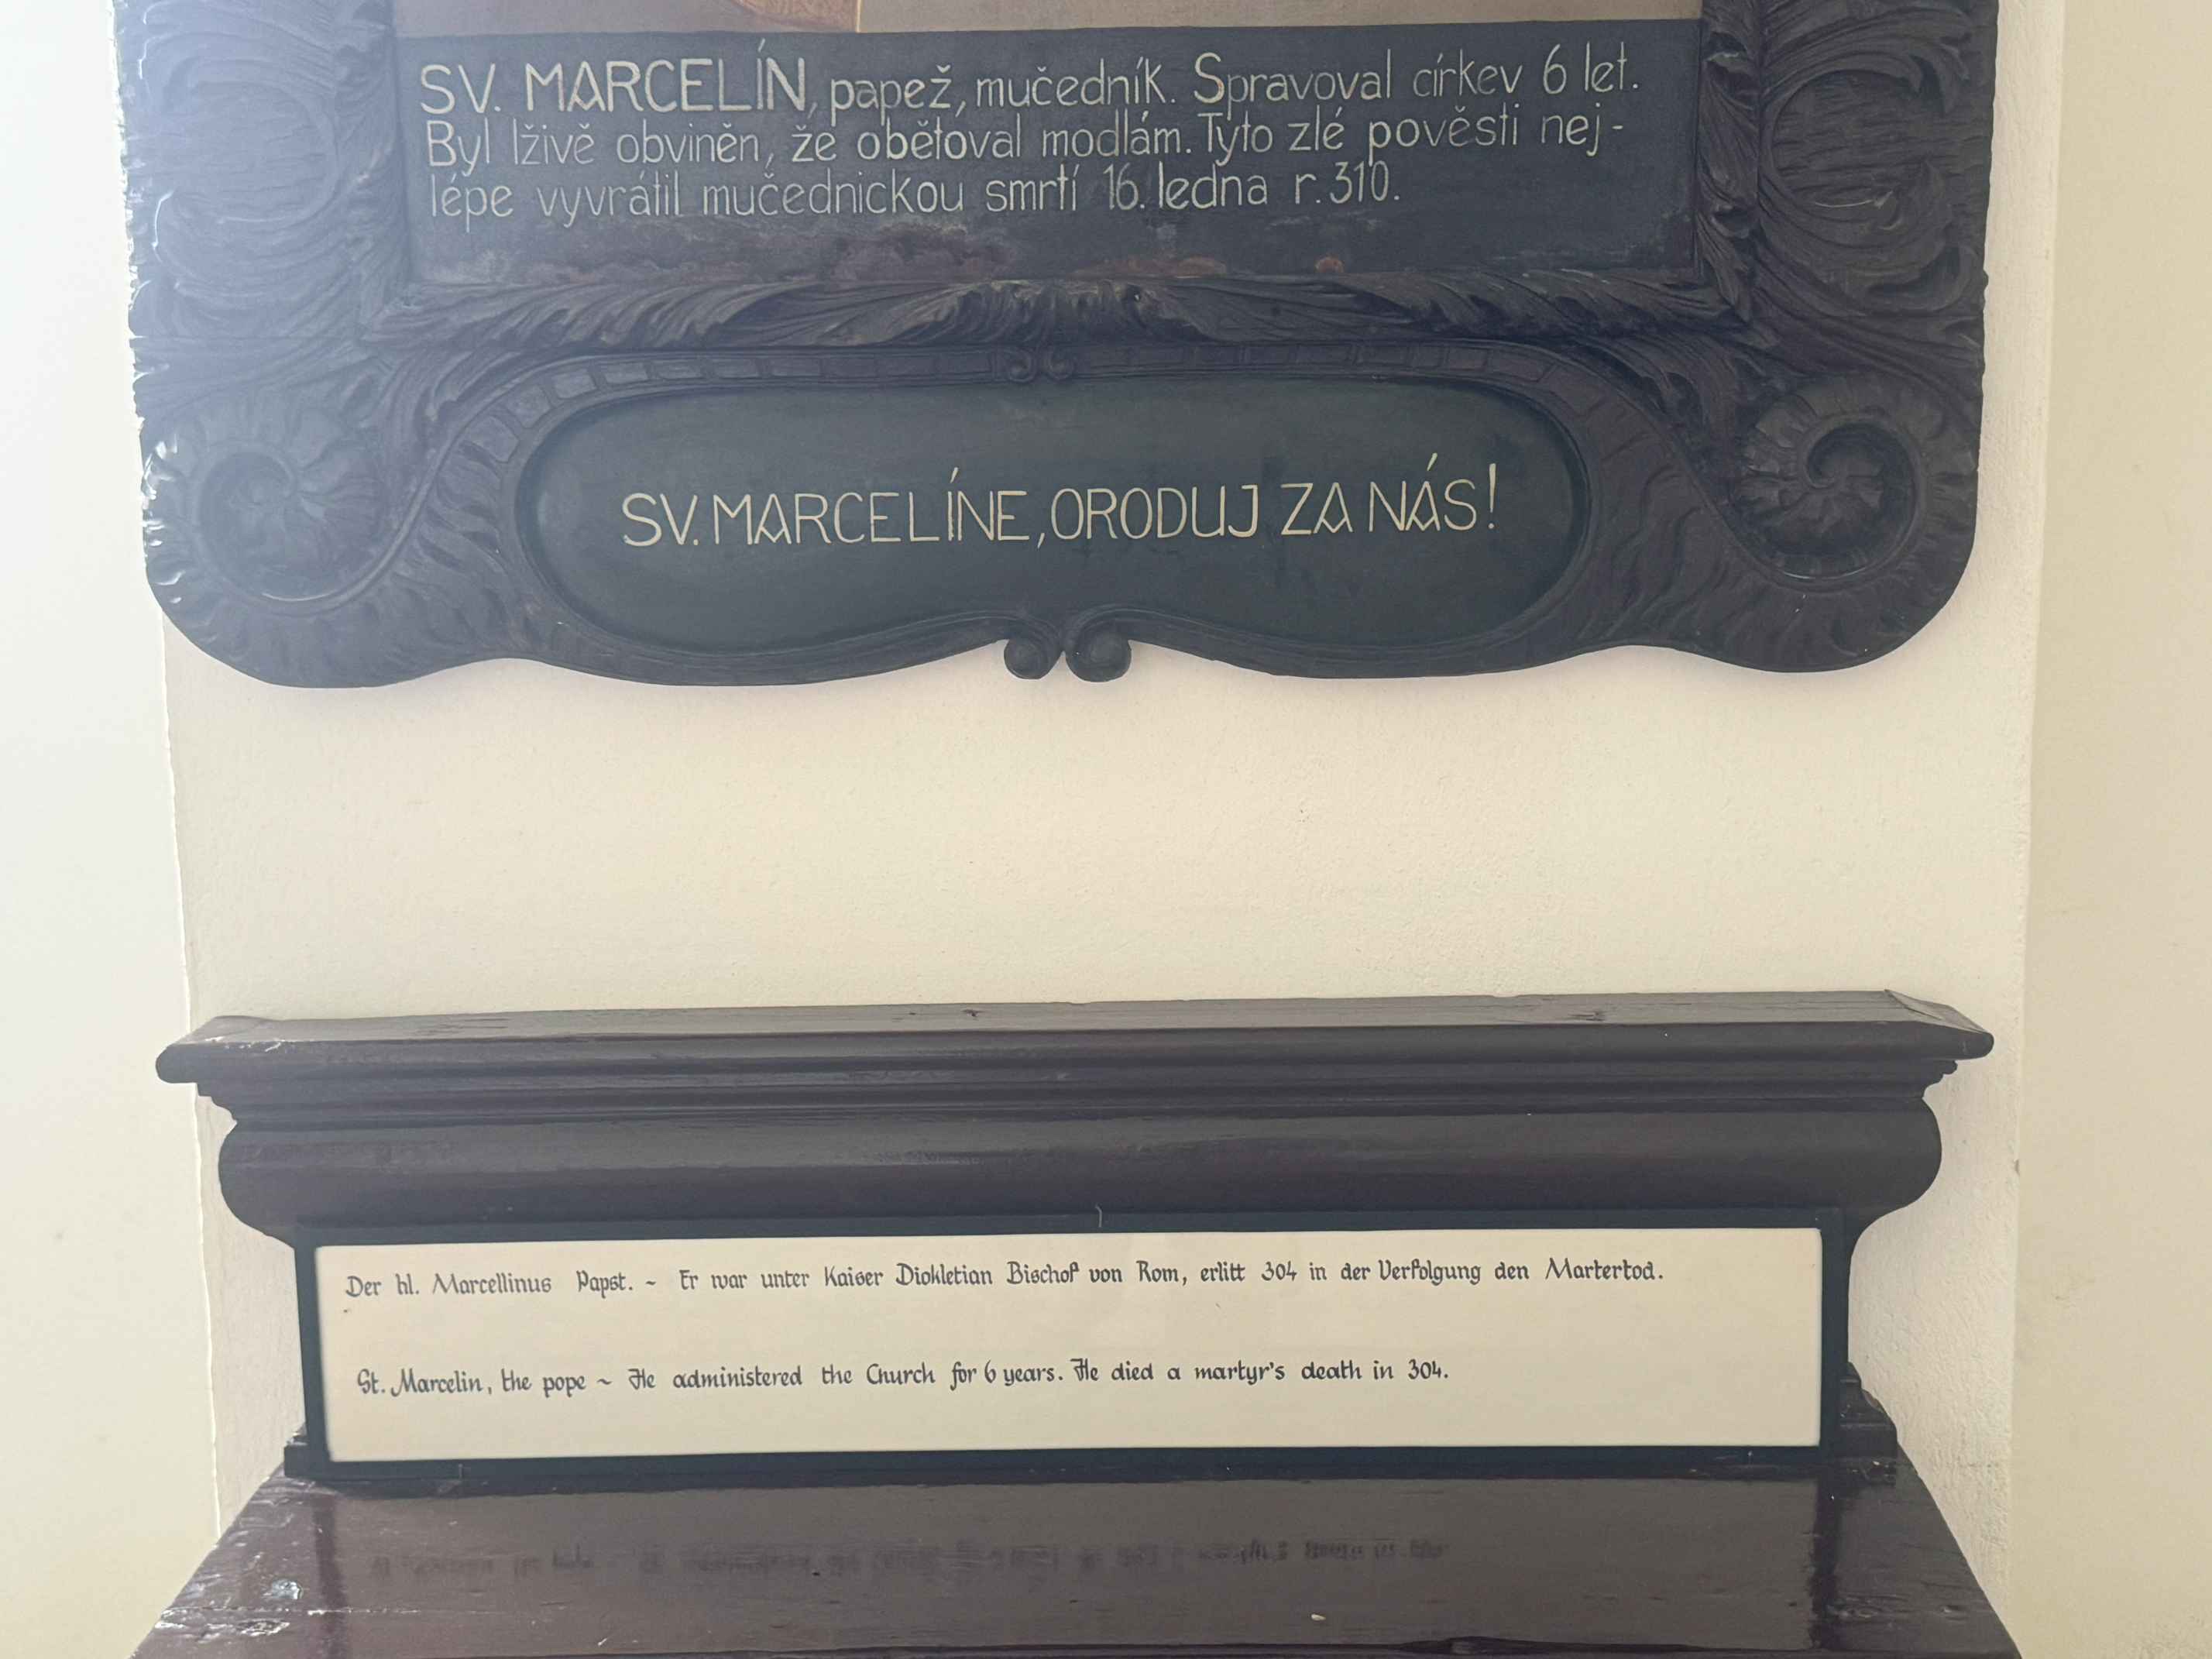 SV. MARCELÍN, papež, mučedník. Spravoval církev 6 let.
Byl lživě obviněn, že obětoval modlám. Tyto zlé pověsti nej-
lépe vyvrátil mučednickou smrtí 16. ledna r. 310.
SV. MARCELÍNE, ORODUJ ZA NÁS!
Der hl. Marcellinus Papst. ~ Er war unter Kaiser Diokletian Bischof von Rom, erlitt 304 in der Verfolgung den Martertod.
St. Marcelin, the pope ~ He administered the Church for 6 years. He died a martyr's death in 304.